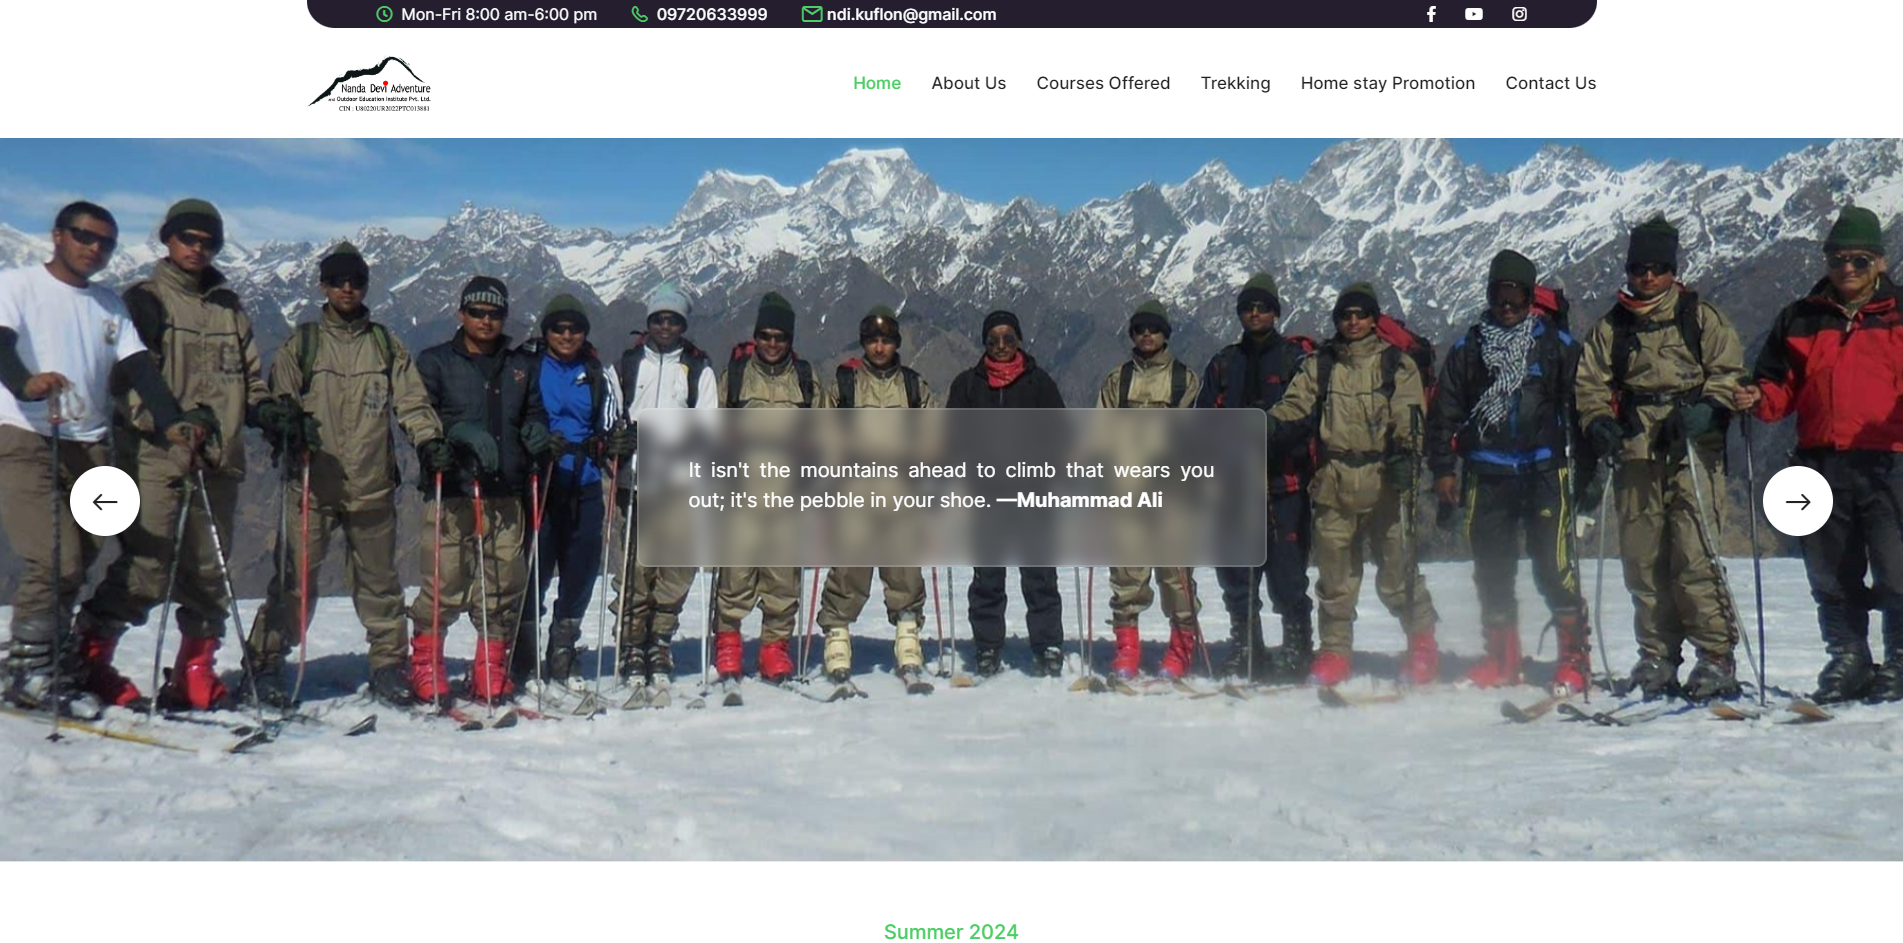 Mon-Fri 8:00 am-6:00 pm
09720633999
ndi.kuflon@gmail.com
Nanda Devi Adventure
and Outdoor Education Institute Pvt. Ltd.
CIN : U80220UR2022PTC013881
Home
About Us
Courses Offered
Trekking
Home stay Promotion
Contact Us
PUMA
It isn't the mountains ahead to climb that wears you
out; it's the pebble in your shoe. —Muhammad Ali
Summer 2024